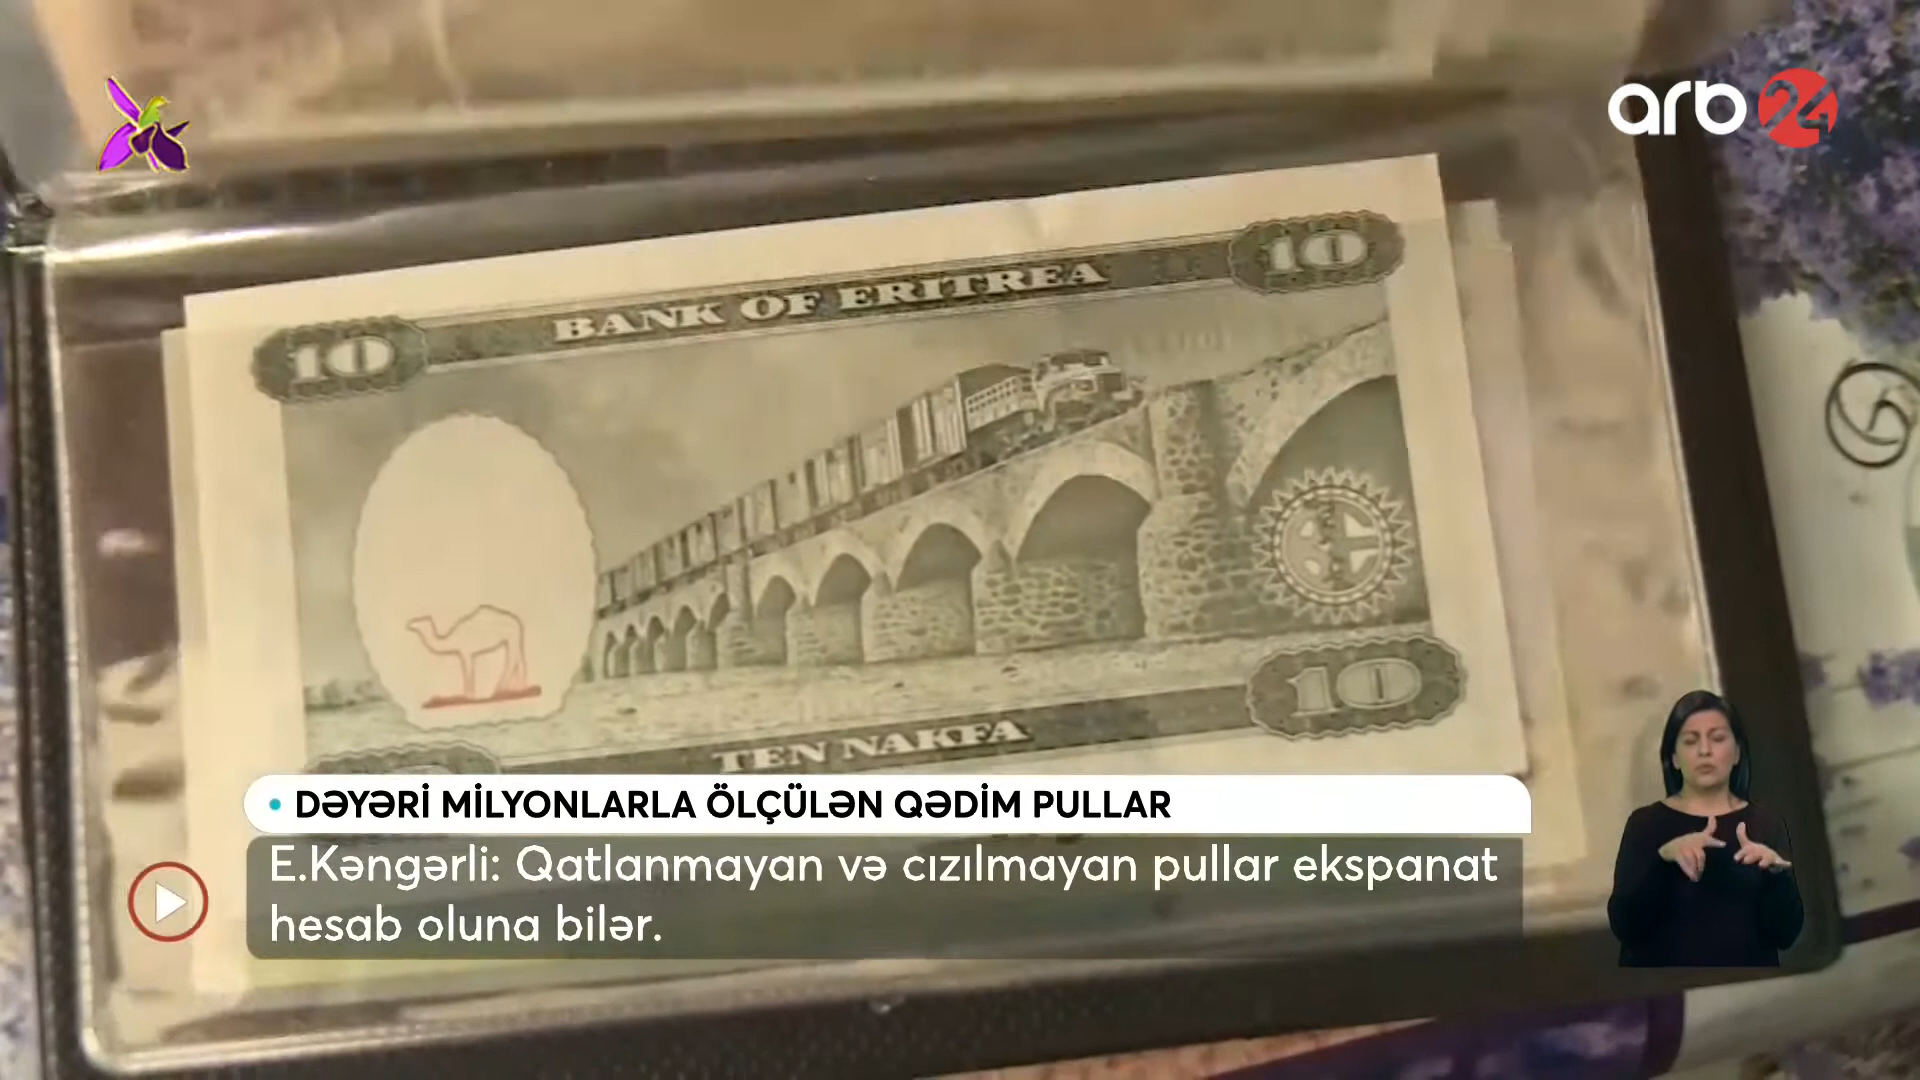 arb 24
10
BANK OF ERITREA
10
TEN NAKFA
10
• DƏYƏRİ MİLYONLARLA ÖLÇÜLƏN QƏDİM PULLAR
E.Kəngərli: Qatlanmayan və cızılmayan pullar ekspanat
hesab oluna bilər.